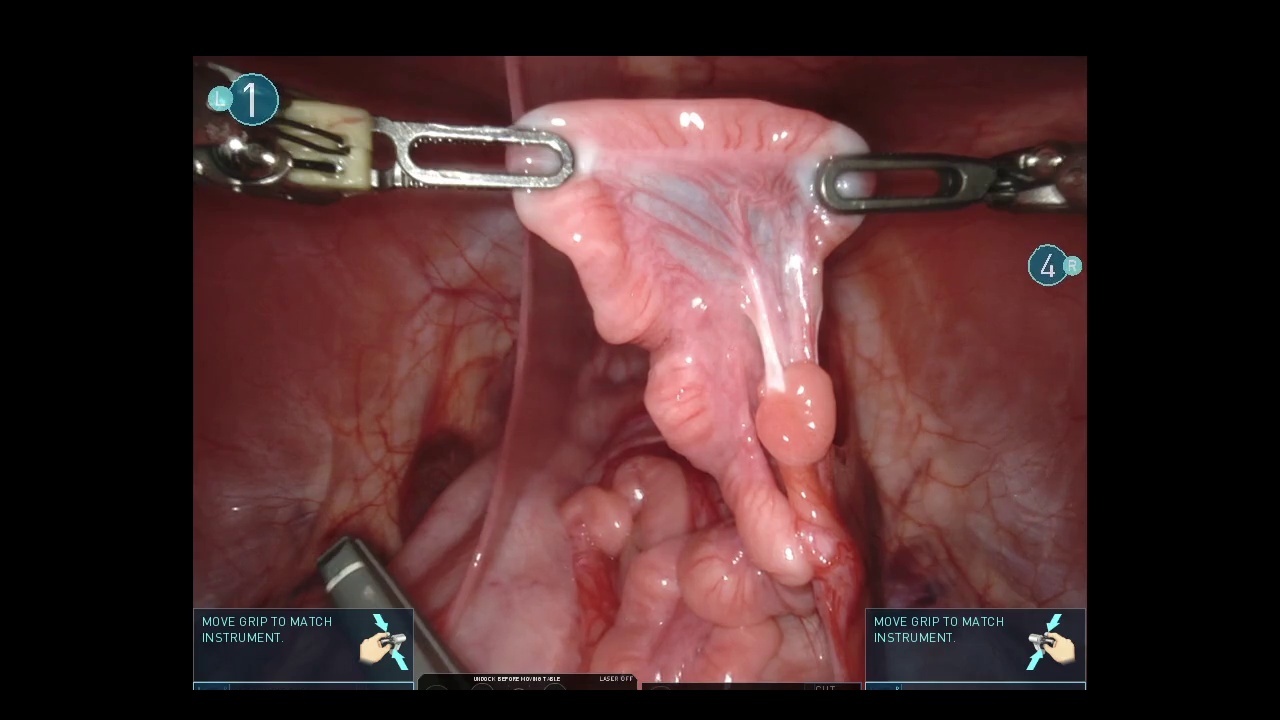 L 1
4 R
MOVE GRIP TO MATCH
INSTRUMENT.
MOVE GRIP TO MATCH
INSTRUMENT.
UNDOCK BEFORE MOVING TABLE
LASER OFF
CUT